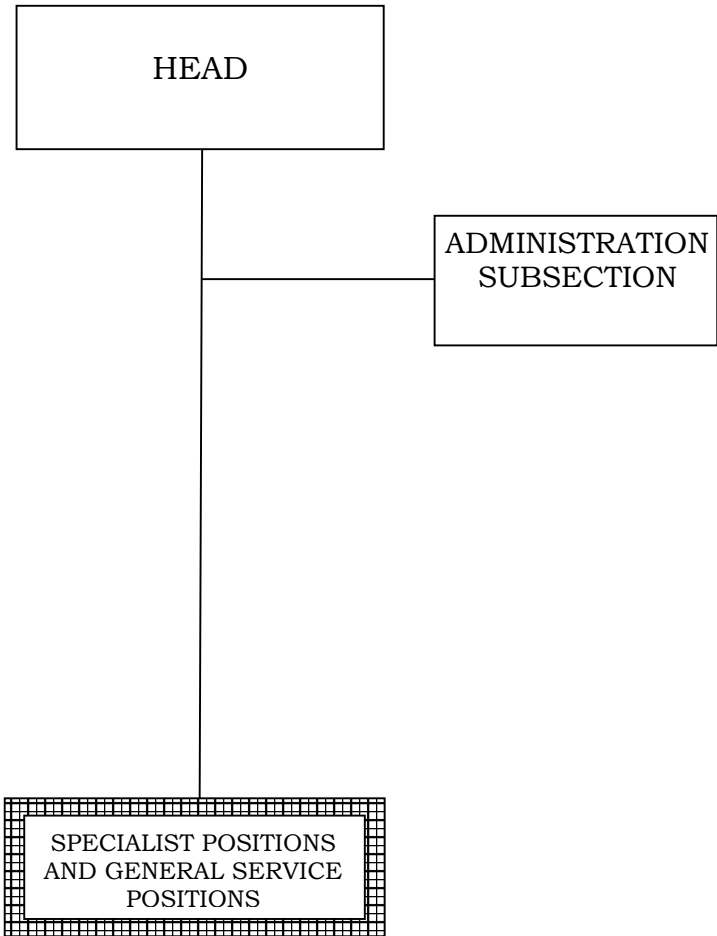 HEAD
ADMINISTRATION
SUBSECTION
SPECIALIST POSITIONS
AND GENERAL SERVICE
POSITIONS